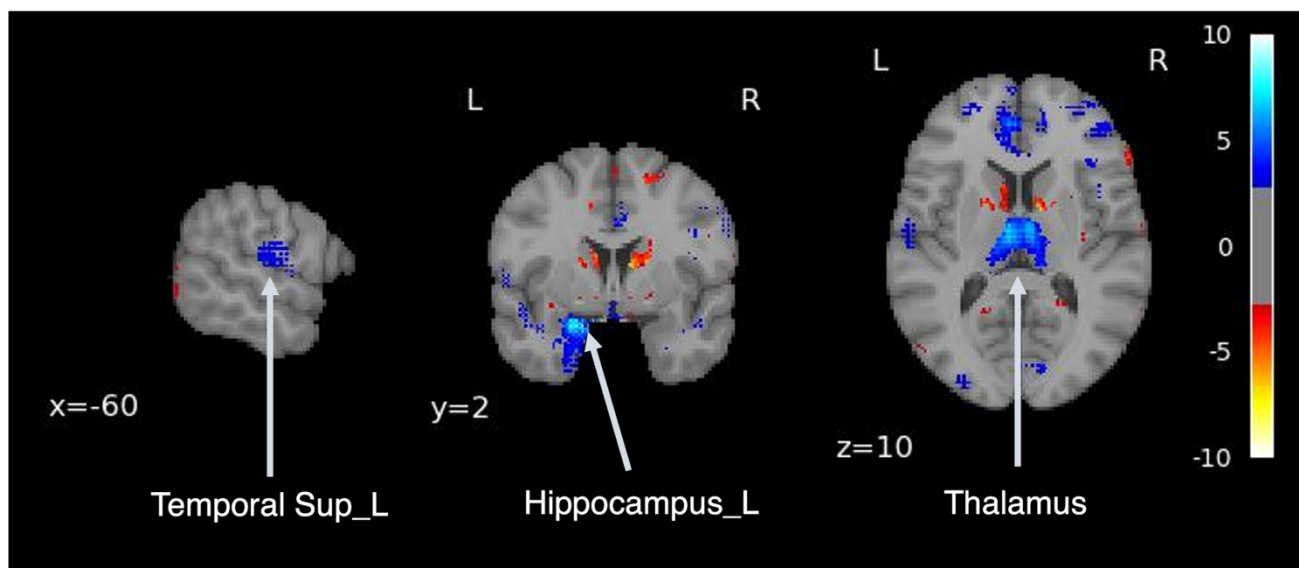 L
R
L
R
10
5
0
-5
-10
x=-60
y=2
z=10
Temporal Sup_L
Hippocampus_L
Thalamus